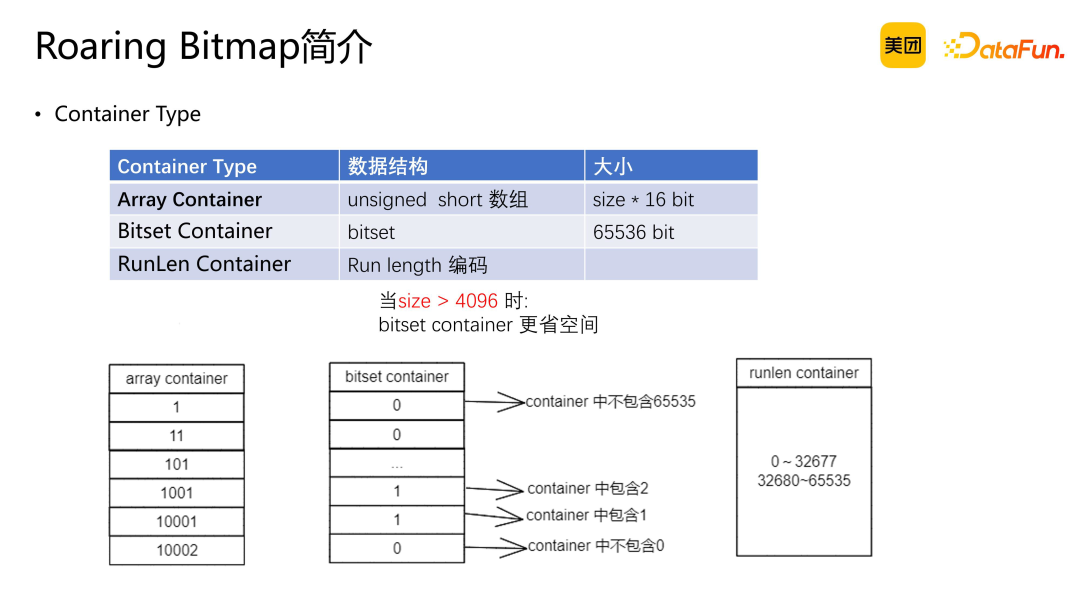 Roaring Bitmap简介
美团
DataFun.
• Container Type
Container Type 数据结构 大小
Array Container unsigned short 数组 size * 16 bit
Bitset Container bitset 65536 bit
RunLen Container Run length 编码
当size > 4096 时:
bitset container 更省空间
array container
1
11
101
1001
10001
10002
bitset container
0
0
...
1
1
0
container 中不包含65535
container 中包含2
container 中包含1
container 中不包含0
runlen container
0 ~ 32677
32680~65535